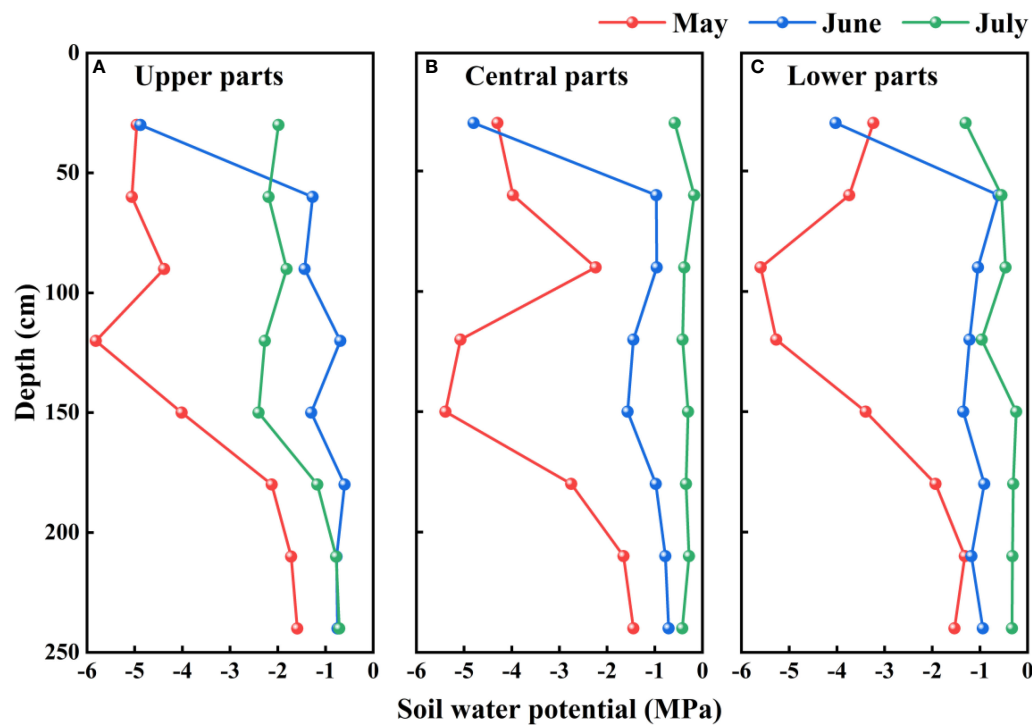 May June July
A Upper parts
B Central parts
C Lower parts
Depth (cm)
0
50
100
150
200
250
-6 -5 -4 -3 -2 -1 0
-6 -5 -4 -3 -2 -1 0
-6 -5 -4 -3 -2 -1 0
Soil water potential (MPa)